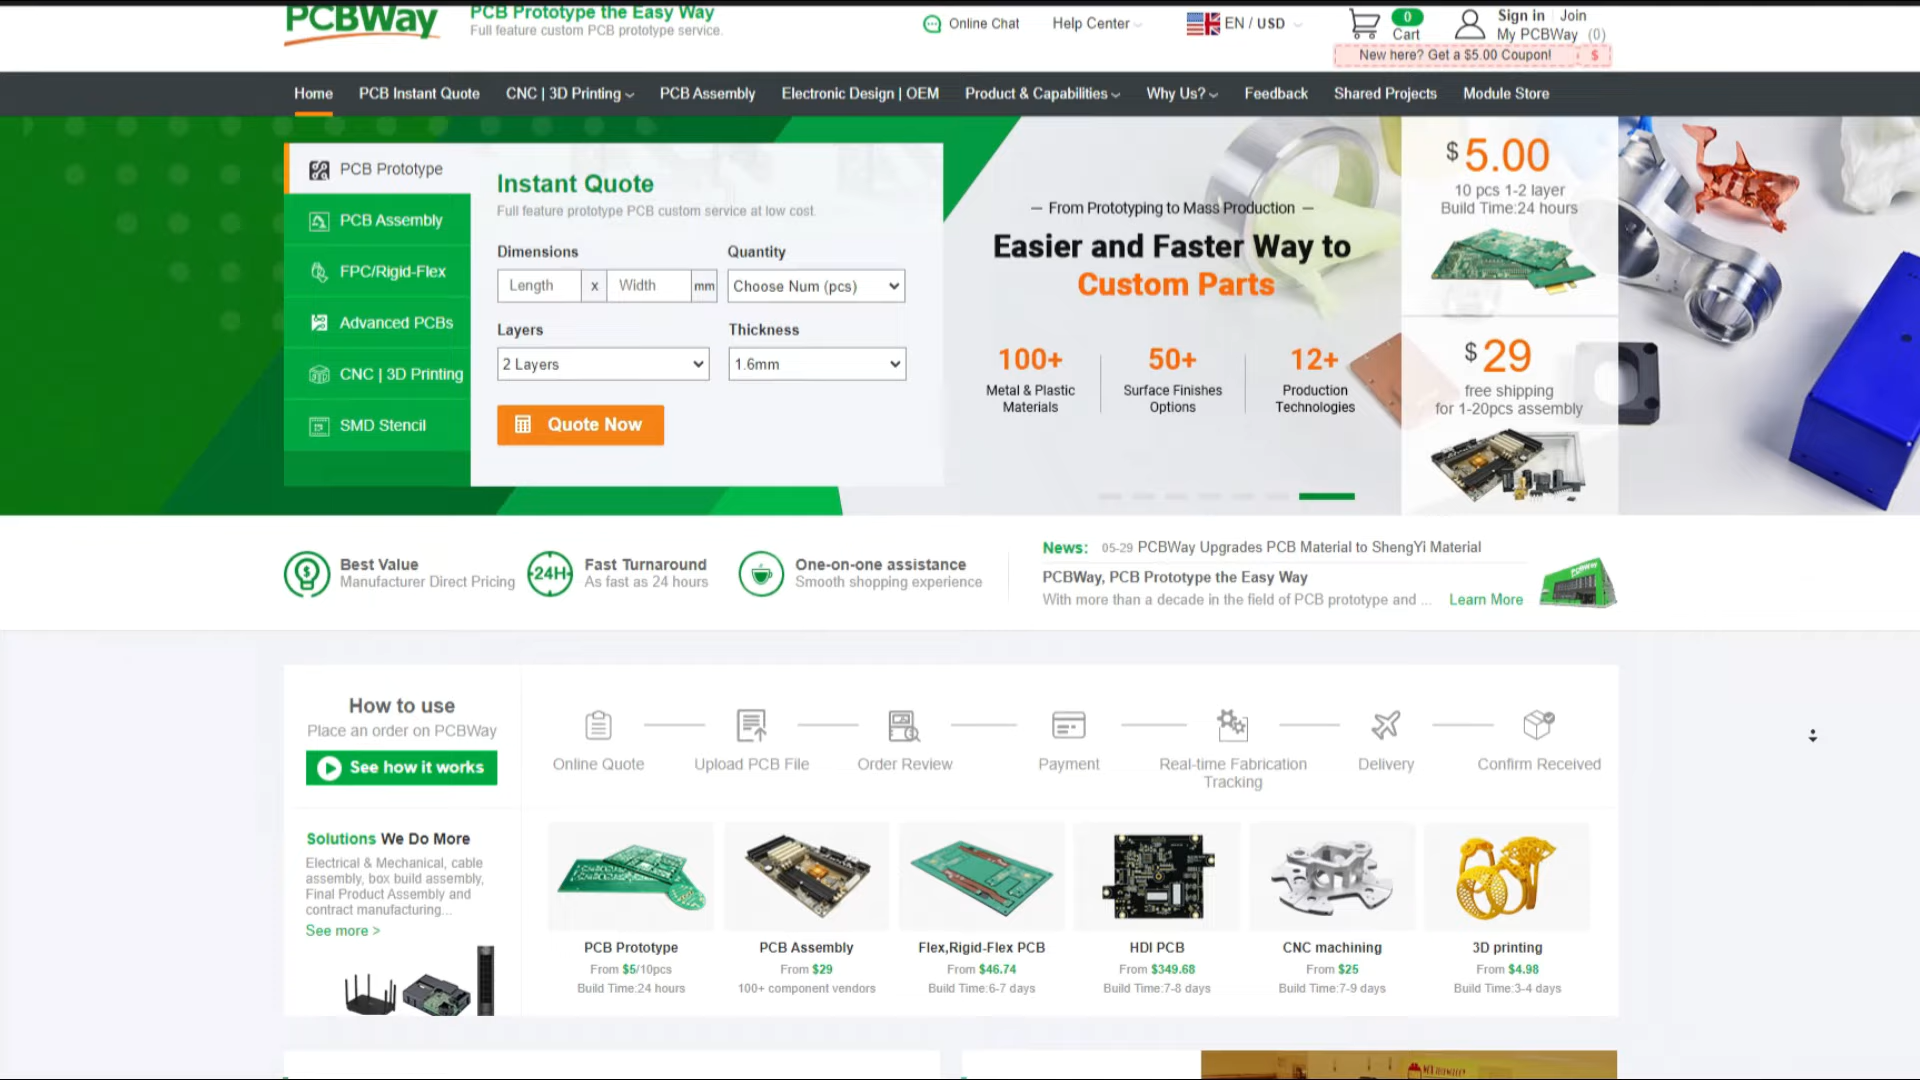 PCBWay
PCB Prototype the Easy Way
Full feature custom PCB prototype service.
Online Chat
Help Center
EN / USD
0
Cart
Sign in
Join
My PCBWay (0)
New here? Get a $5.00 Coupon!
$
Home
PCB Instant Quote
CNC | 3D Printing
PCB Assembly
Electronic Design | OEM
Product & Capabilities
Why Us?
Feedback
Shared Projects
Module Store
PCB Prototype
PCB Assembly
FPC/Rigid-Flex
Advanced PCBs
CNC | 3D Printing
SMD Stencil
Instant Quote
Full feature prototype PCB custom service at low cost.
Dimensions
Quantity
Length x Width mm
Choose Num (pcs)
Layers
Thickness
2 Layers
1.6mm
Quote Now
— From Prototyping to Mass Production —
Easier and Faster Way to
Custom Parts
100+
Metal & Plastic
Materials
50+
Surface Finishes
Options
12+
Production
Technologies
$ 5.00
10 pcs 1-2 layer
Build Time:24 hours
$ 29
free shipping
for 1-20pcs assembly
Best Value
Manufacturer Direct Pricing
24H
Fast Turnaround
As fast as 24 hours
One-on-one assistance
Smooth shopping experience
News: 05-29 PCBWay Upgrades PCB Material to ShengYi Material
PCBWay, PCB Prototype the Easy Way
With more than a decade in the field of PCB prototype and ... Learn More
PCBWay
How to use
Place an order on PCBWay
See how it works
Online Quote
Upload PCB File
Order Review
Payment
Real-time Fabrication
Tracking
Delivery
Confirm Received
Solutions We Do More
Electrical & Mechanical, cable
assembly, box build assembly,
Final Product Assembly and
contract manufacturing...
See more >
PCB Prototype
From $5/10pcs
Build Time:24 hours
PCB Assembly
From $29
100+ component vendors
Flex,Rigid-Flex PCB
From $46.74
Build Time:6-7 days
HDI PCB
From $349.68
Build Time:7-8 days
CNC machining
From $25
Build Time:7-9 days
3D printing
From $4.98
Build Time:3-4 days